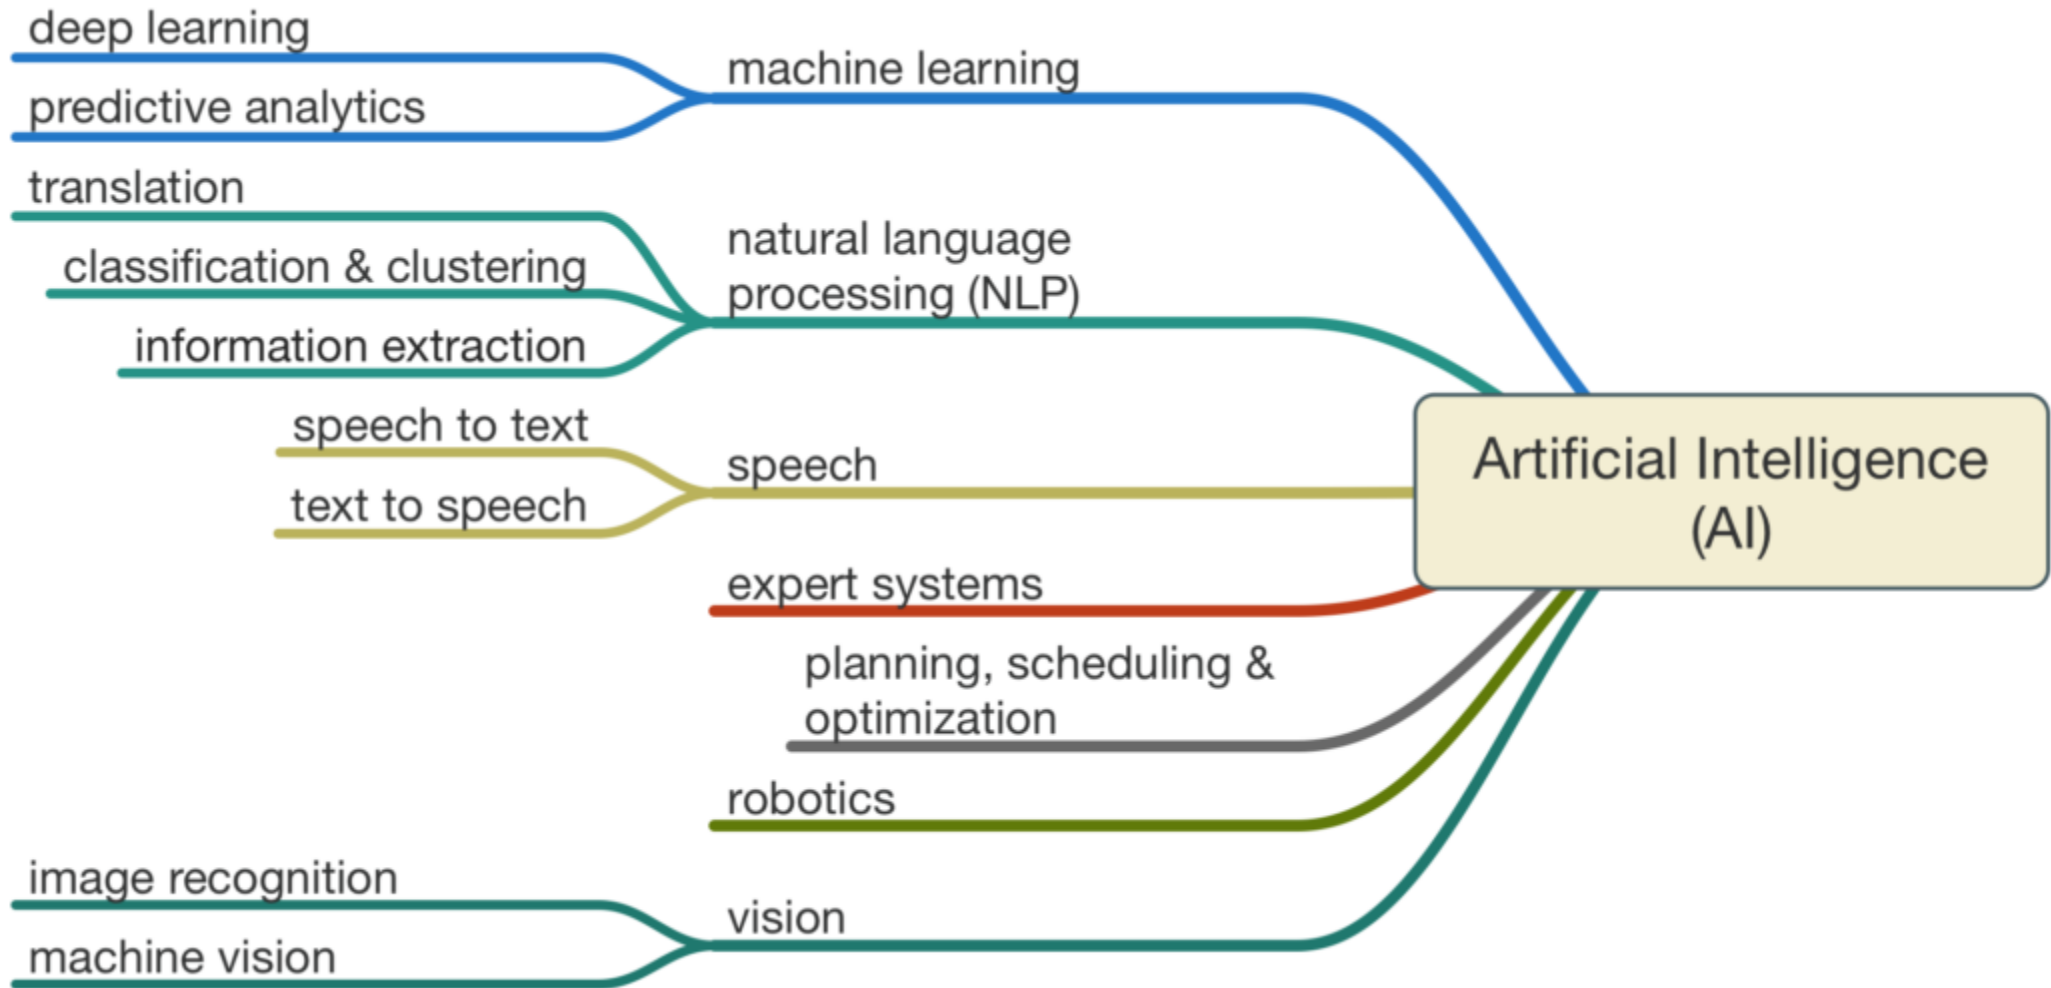 deep learning
predictive analytics
machine learning
translation
classification & clustering
information extraction
natural language
processing (NLP)
speech to text
text to speech
speech
expert systems
planning, scheduling &
optimization
robotics
image recognition
machine vision
vision
Artificial Intelligence
(AI)